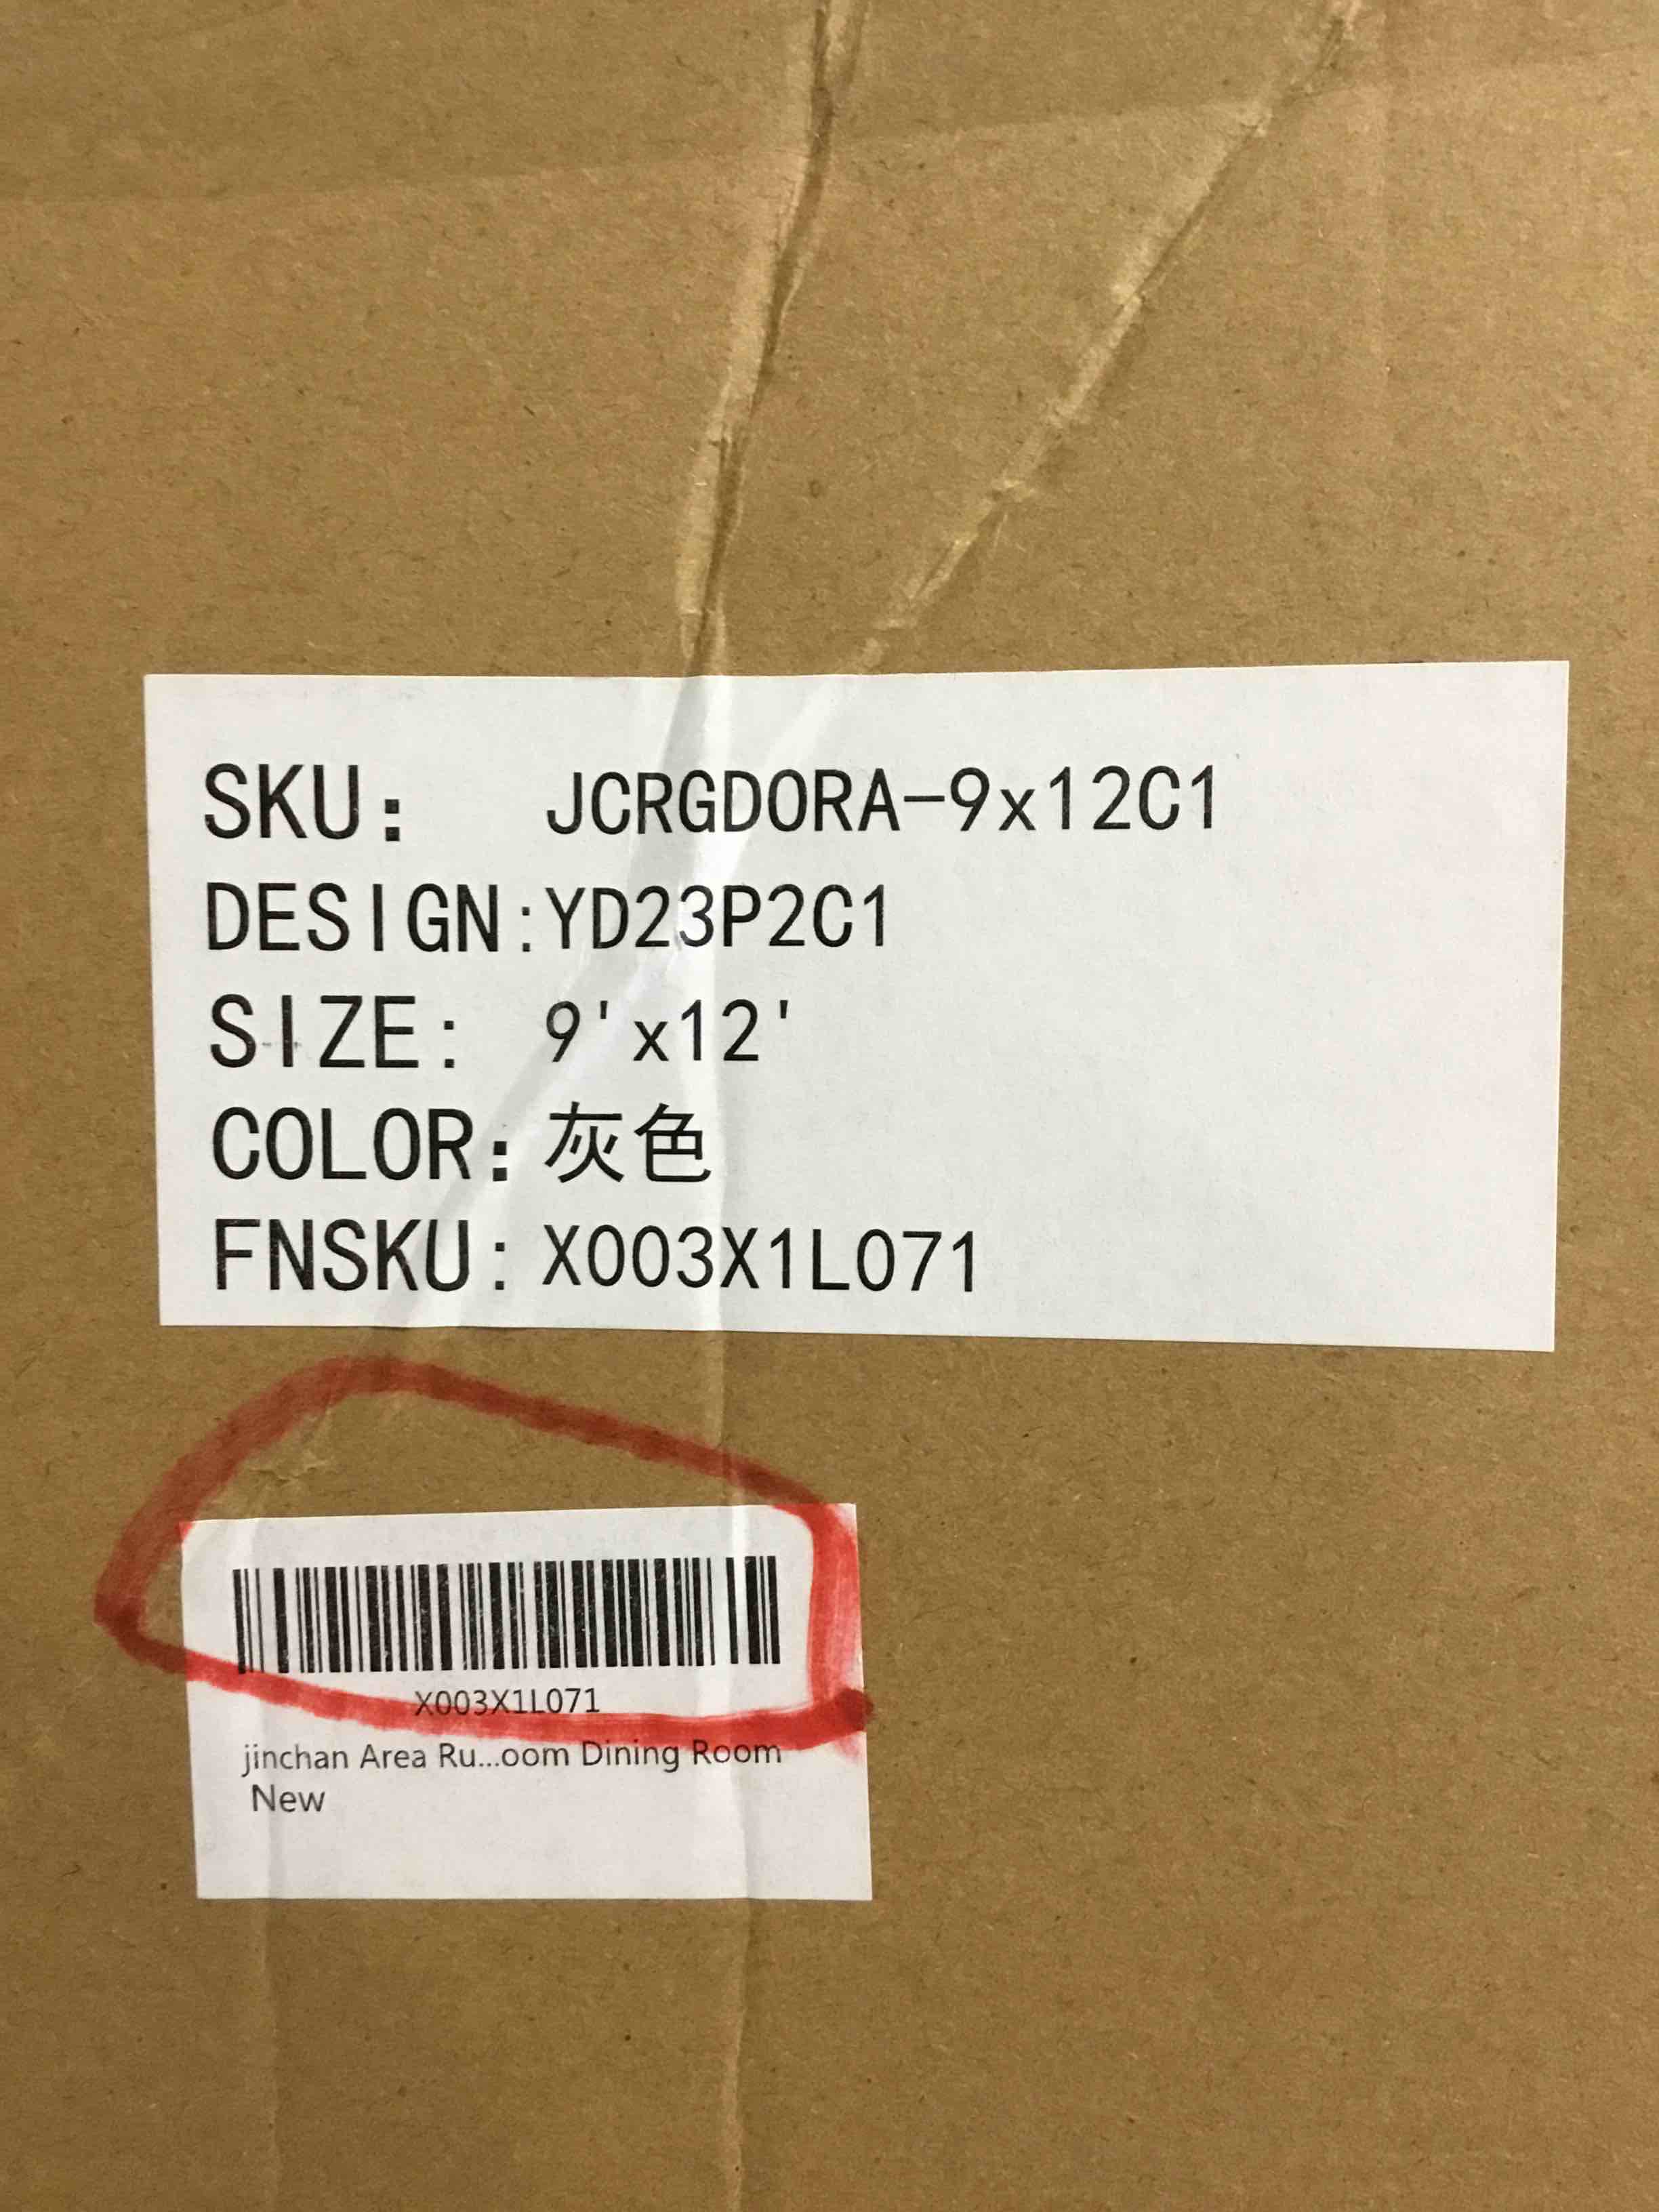 SKU: JCRGDORA-9x12C1
DESIGN:YD23P2C1
SIZE: 9'x12'
COLOR:灰色
FNSKU:X003X1L071
X003X1L071
jinchan Area Ru...oom Dining Room
New